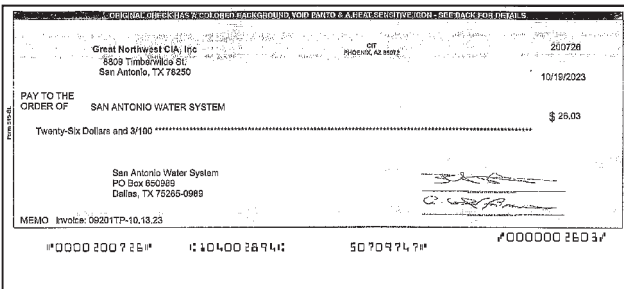 ORIGINAL CHECK HAS A COLORED BACKGROUND, VOID PANTO & A HEAT SENSITIVE ICON - SEE BACK FOR DETAILS
Great Northwest CIA, Inc
8809 Timberwilde St.
San Antonio, TX 78250
CIT
PHOENIX, AZ
200726
10/19/2023
PAY TO THE
ORDER OF SAN ANTONIO WATER SYSTEM
$ 26.03
Twenty-Six Dollars and 3/100
San Antonio Water System
PO Box 650989
Dallas, TX 75265-0989
MEMO Invoice: 09201TP-10.13.23
⑈0000200726⑈ ⑆104002894⑆ 50709747⑈ ⑇0000002603⑇